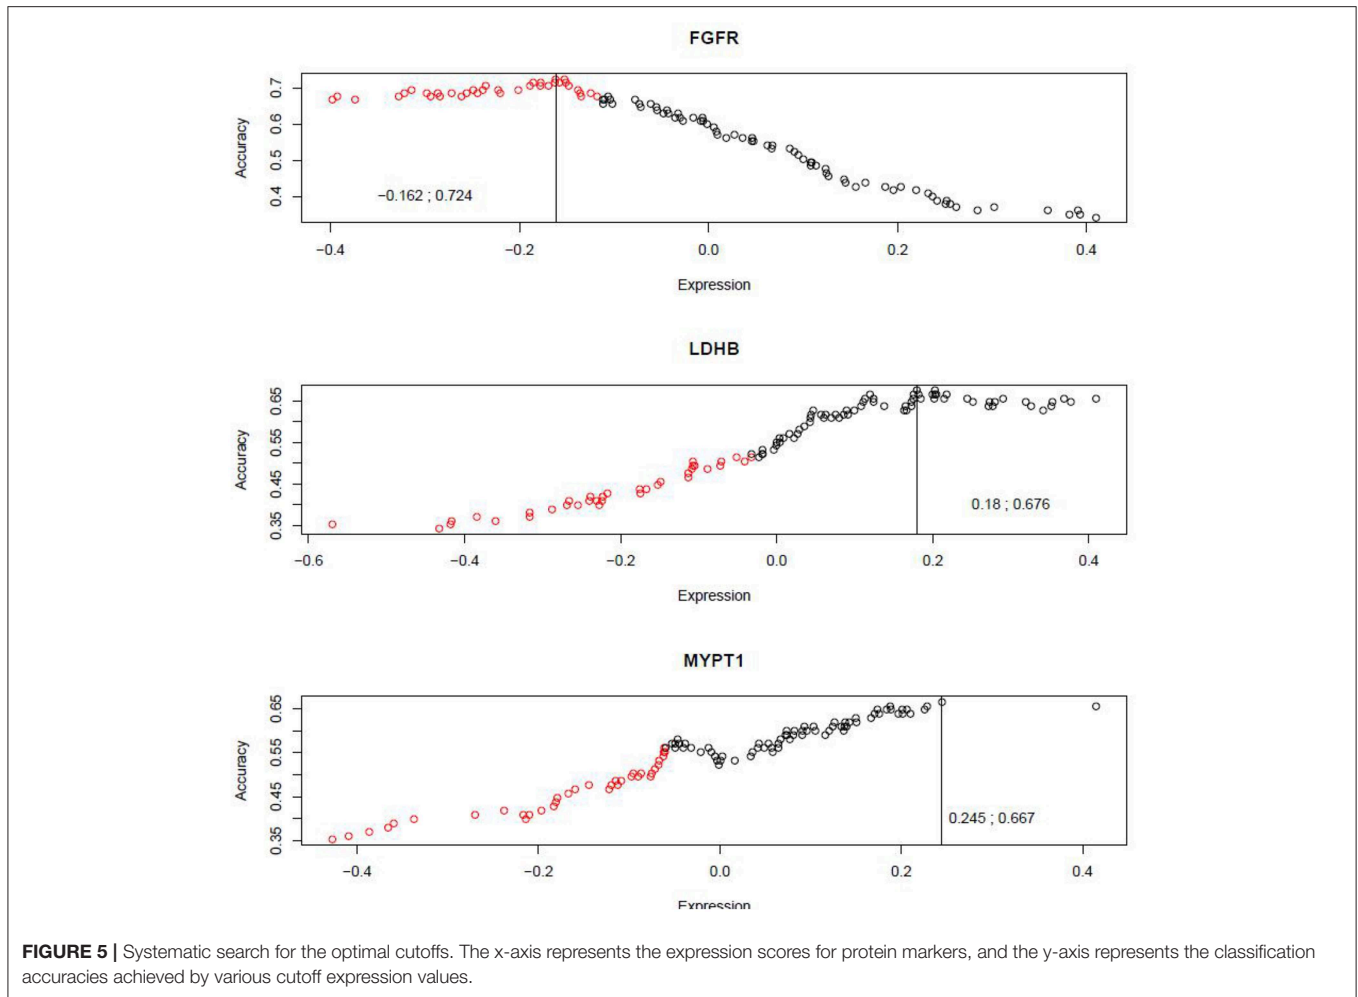 FGFR
Accuracy
0.7
0.6
0.5
0.4
−0.162 ; 0.724
−0.4 −0.2 0.0 0.2 0.4
Expression
LDHB
Accuracy
0.65
0.55
0.45
0.35
0.18 ; 0.676
−0.6 −0.4 −0.2 0.0 0.2 0.4
Expression
MYPT1
Accuracy
0.65
0.55
0.45
0.35
0.245 ; 0.667
−0.4 −0.2 0.0 0.2 0.4
Expression
FIGURE 5 | Systematic search for the optimal cutoffs. The x-axis represents the expression scores for protein markers, and the y-axis represents the classification
accuracies achieved by various cutoff expression values.